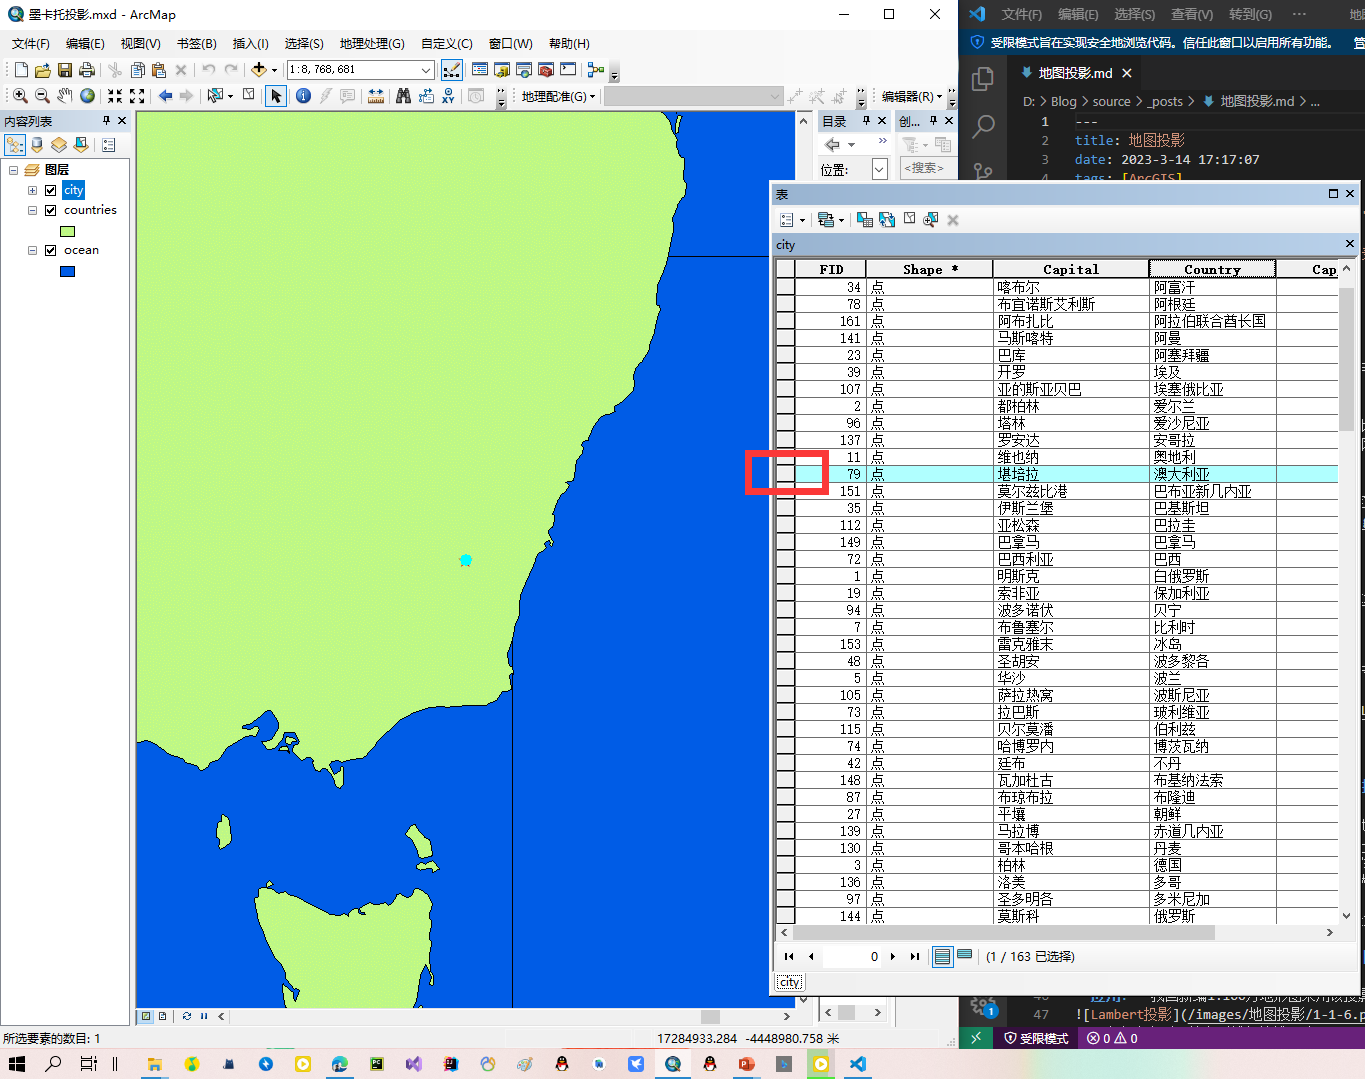 墨卡托投影.mxd - ArcMap
文件(F) 编辑(E) 视图(V) 书签(B) 插入(I) 选择(S) 地理处理(G) 自定义(C) 窗口(W) 帮助(H)
1:8,768,681
地理配准(G) 编辑器(R)
内容列表
图层
city
countries
ocean
目录
创...
位置:
<搜索>
文件(F) 编辑(E) 选择(S) 查看(V) 转到(G) ···
受限模式旨在实现安全地浏览代码。信任此窗口以启用所有功能。
地图投影.md
D: > Blog > source > _posts > 地图投影.md > ...
1 ---
2 title: 地图投影
3 date: 2023-3-14 17:17:07
4 tags: [ArcGIS]
表
city
FID Shape * Capital Country Cap
34 点 喀布尔 阿富汗
78 点 布宜诺斯艾利斯 阿根廷
161 点 阿布扎比 阿拉伯联合酋长国
141 点 马斯喀特 阿曼
23 点 巴库 阿塞拜疆
39 点 开罗 埃及
107 点 亚的斯亚贝巴 埃塞俄比亚
2 点 都柏林 爱尔兰
96 点 塔林 爱沙尼亚
137 点 罗安达 安哥拉
11 点 维也纳 奥地利
79 点 堪培拉 澳大利亚
151 点 莫尔兹比港 巴布亚新几内亚
35 点 伊斯兰堡 巴基斯坦
112 点 亚松森 巴拉圭
149 点 巴拿马 巴拿马
72 点 巴西利亚 巴西
1 点 明斯克 白俄罗斯
19 点 索非亚 保加利亚
94 点 波多诺伏 贝宁
7 点 布鲁塞尔 比利时
153 点 雷克雅未 冰岛
48 点 圣胡安 波多黎各
5 点 华沙 波兰
105 点 萨拉热窝 波斯尼亚
73 点 拉巴斯 玻利维亚
115 点 贝尔莫潘 伯利兹
74 点 哈博罗内 博茨瓦纳
42 点 廷布 不丹
148 点 瓦加杜古 布基纳法索
87 点 布琼布拉 布隆迪
27 点 平壤 朝鲜
139 点 马拉博 赤道几内亚
130 点 哥本哈根 丹麦
3 点 柏林 德国
136 点 洛美 多哥
97 点 圣多明各 多米尼加
144 点 莫斯科 俄罗斯
0 (1 / 163 已选择)
city
47 ![Lambert投影](/images/地图投影/1-1-6.p
所选要素的数目: 1
17284933.284 -4448980.758 米
受限模式 0 0